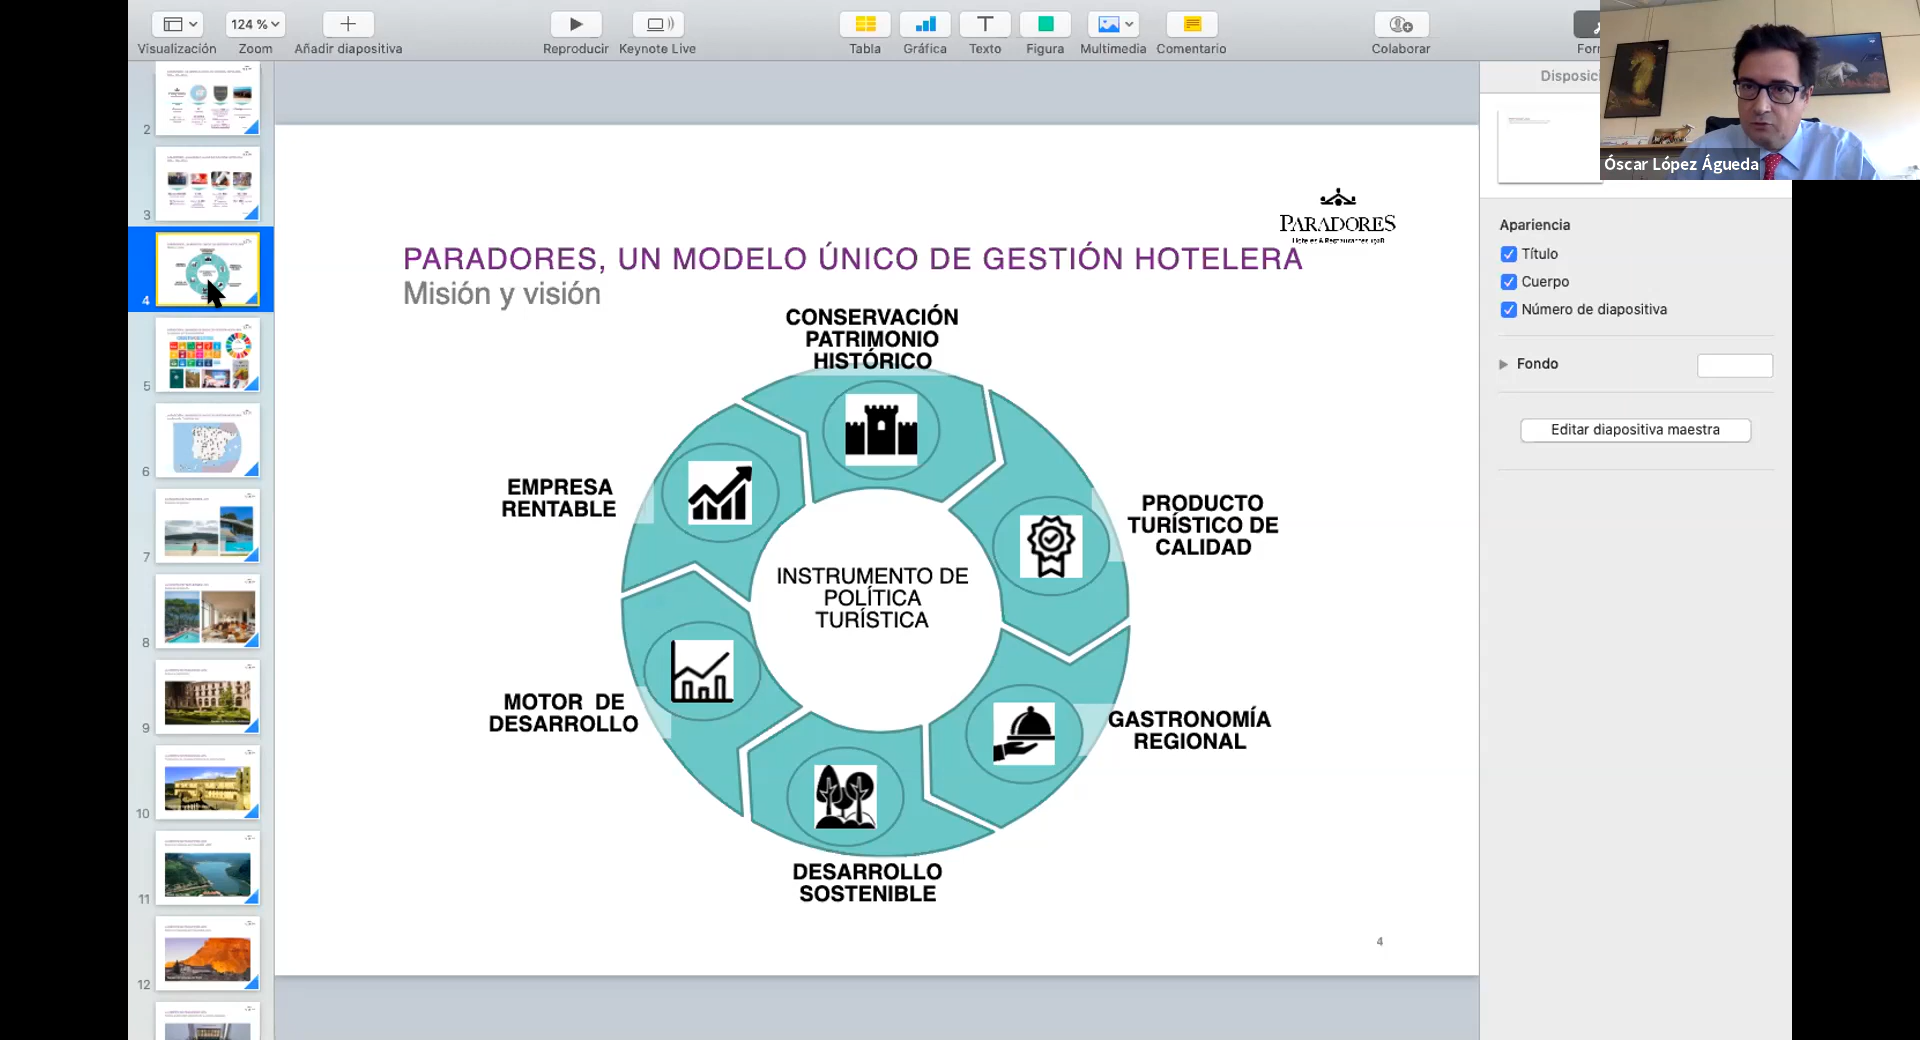 124 %
Visualización
Zoom
Añadir diapositiva
Reproducir
Keynote Live
Tabla
Gráfica
Texto
Figura
Multimedia
Comentario
Colaborar
Óscar López Águeda
Apariencia
Título
Cuerpo
Número de diapositiva
Fondo
Editar diapositiva maestra
2
3
4
5
6
7
8
9
10
11
12
PARADORES
Hoteles & Restaurantes 1928
PARADORES, UN MODELO ÚNICO DE GESTIÓN HOTELERA
Misión y visión
CONSERVACIÓN
PATRIMONIO
HISTÓRICO
EMPRESA
RENTABLE
PRODUCTO
TURÍSTICO DE
CALIDAD
INSTRUMENTO DE
POLÍTICA
TURÍSTICA
MOTOR DE
DESARROLLO
GASTRONOMÍA
REGIONAL
DESARROLLO
SOSTENIBLE
4